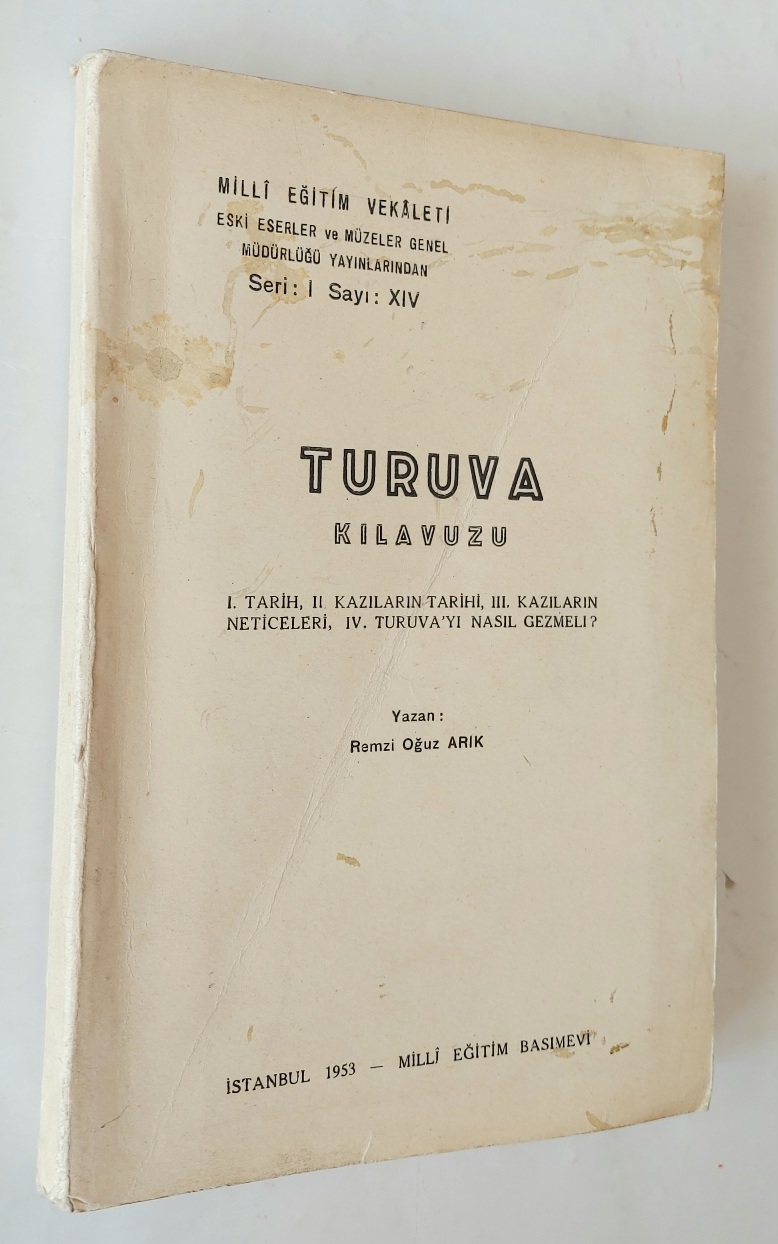 MİLLÎ EĞİTİM VEKÂLETİ
ESKİ ESERLER ve MÜZELER GENEL
MÜDÜRLÜĞÜ YAYINLARINDAN
Seri: I Sayı: XIV
TURUVA
KILAVUZU
I. TARİH, II. KAZILARIN TARİHİ, III. KAZILARIN
NETİCELERİ, IV. TURUVA'YI NASIL GEZMELİ?
Yazan:
Remzi Oğuz ARIK
İSTANBUL 1953 — MİLLÎ EĞİTİM BASIMEVİ